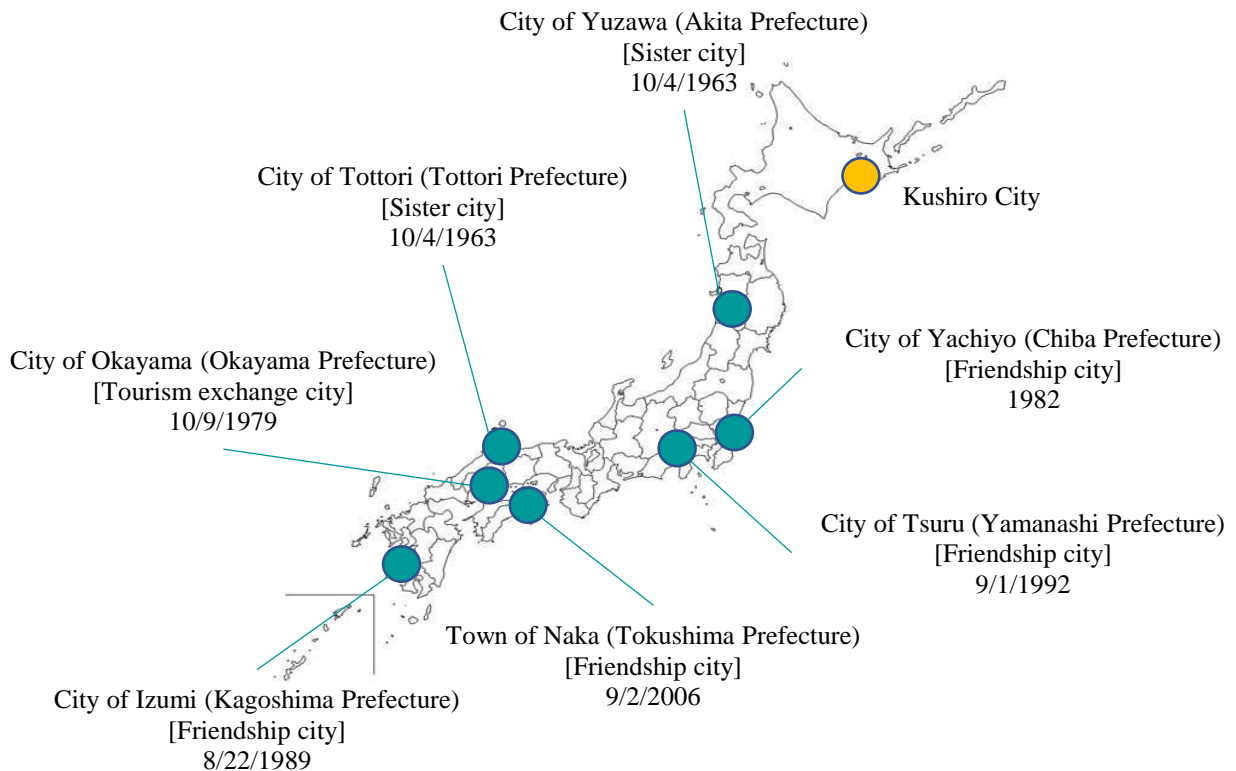 City of Yuzawa (Akita Prefecture)
[Sister city]
10/4/1963
City of Tottori (Tottori Prefecture)
[Sister city]
10/4/1963
Kushiro City
City of Okayama (Okayama Prefecture)
[Tourism exchange city]
10/9/1979
City of Yachiyo (Chiba Prefecture)
[Friendship city]
1982
City of Tsuru (Yamanashi Prefecture)
[Friendship city]
9/1/1992
Town of Naka (Tokushima Prefecture)
[Friendship city]
9/2/2006
City of Izumi (Kagoshima Prefecture)
[Friendship city]
8/22/1989